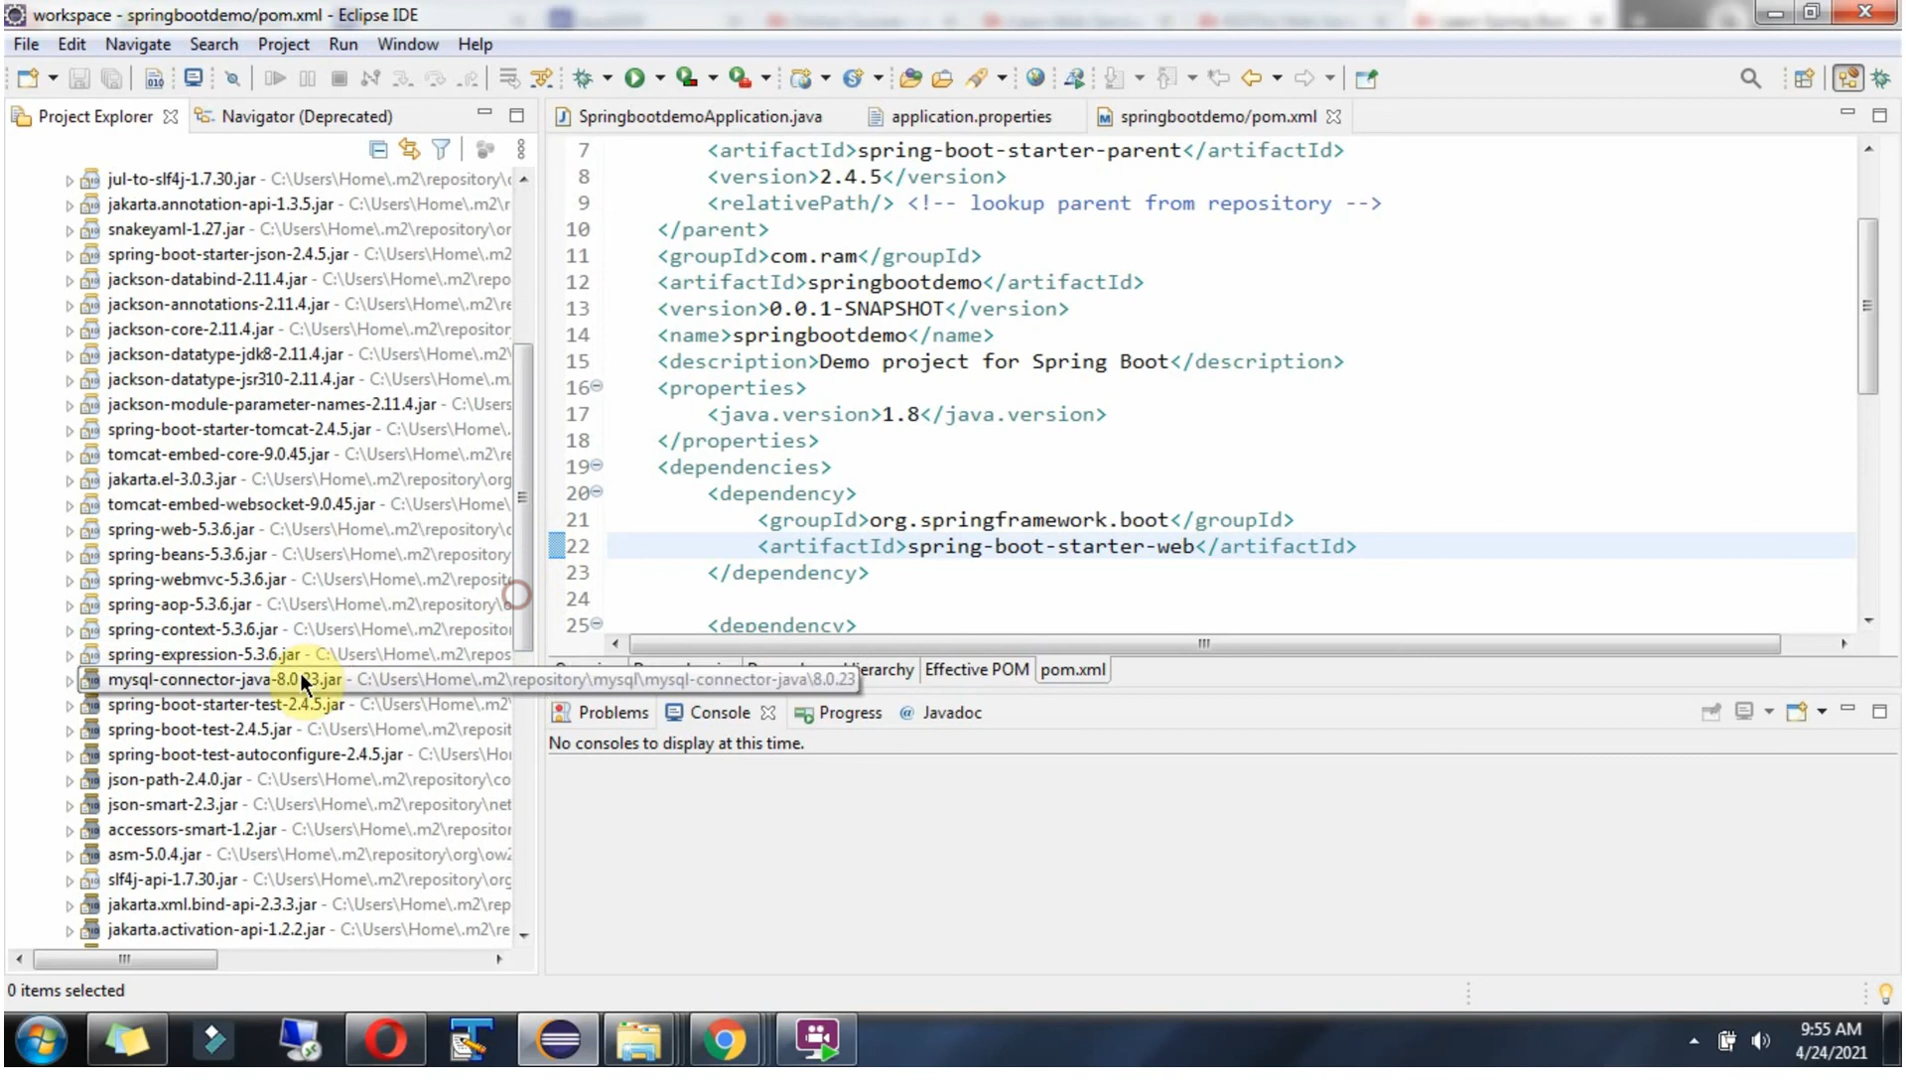 workspace - springbootdemo/pom.xml - Eclipse IDE
File Edit Navigate Search Project Run Window Help
Project Explorer Navigator (Deprecated)
SpringbootdemoApplication.java application.properties springbootdemo/pom.xml
jul-to-slf4j-1.7.30.jar - C:\Users\Home\.m2\repository\
jakarta.annotation-api-1.3.5.jar - C:\Users\Home\.m2\r
snakeyaml-1.27.jar - C:\Users\Home\.m2\repository\or
spring-boot-starter-json-2.4.5.jar - C:\Users\Home\.m2
jackson-databind-2.11.4.jar - C:\Users\Home\.m2\repo
jackson-annotations-2.11.4.jar - C:\Users\Home\.m2\re
jackson-core-2.11.4.jar - C:\Users\Home\.m2\repositor
jackson-datatype-jdk8-2.11.4.jar - C:\Users\Home\.m2\
jackson-datatype-jsr310-2.11.4.jar - C:\Users\Home\.m
jackson-module-parameter-names-2.11.4.jar - C:\Users
spring-boot-starter-tomcat-2.4.5.jar - C:\Users\Home\
tomcat-embed-core-9.0.45.jar - C:\Users\Home\.m2\re
jakarta.el-3.0.3.jar - C:\Users\Home\.m2\repository\org
tomcat-embed-websocket-9.0.45.jar - C:\Users\Home\
spring-web-5.3.6.jar - C:\Users\Home\.m2\repository\
spring-beans-5.3.6.jar - C:\Users\Home\.m2\repositor
spring-webmvc-5.3.6.jar - C:\Users\Home\.m2\reposit
spring-aop-5.3.6.jar - C:\Users\Home\.m2\repository\
spring-context-5.3.6.jar - C:\Users\Home\.m2\repositor
spring-expression-5.3.6.jar - C:\Users\Home\.m2\repos
mysql-connector-java-8.0.23.jar - C:\Users\Home\.m2\repository\mysql\mysql-connector-java\8.0.23
spring-boot-starter-test-2.4.5.jar - C:\Users\Home\.m2
spring-boot-test-2.4.5.jar - C:\Users\Home\.m2\reposit
spring-boot-test-autoconfigure-2.4.5.jar - C:\Users\Ho
json-path-2.4.0.jar - C:\Users\Home\.m2\repository\co
json-smart-2.3.jar - C:\Users\Home\.m2\repository\net
accessors-smart-1.2.jar - C:\Users\Home\.m2\repositor
asm-5.0.4.jar - C:\Users\Home\.m2\repository\org\ow2
slf4j-api-1.7.30.jar - C:\Users\Home\.m2\repository\org
jakarta.xml.bind-api-2.3.3.jar - C:\Users\Home\.m2\rep
jakarta.activation-api-1.2.2.jar - C:\Users\Home\.m2\re
7 <artifactId>spring-boot-starter-parent</artifactId>
8 <version>2.4.5</version>
9 <relativePath/> <!-- lookup parent from repository -->
10 </parent>
11 <groupId>com.ram</groupId>
12 <artifactId>springbootdemo</artifactId>
13 <version>0.0.1-SNAPSHOT</version>
14 <name>springbootdemo</name>
15 <description>Demo project for Spring Boot</description>
16 <properties>
17 <java.version>1.8</java.version>
18 </properties>
19 <dependencies>
20 <dependency>
21 <groupId>org.springframework.boot</groupId>
22 <artifactId>spring-boot-starter-web</artifactId>
23 </dependency>
24
25 <dependency>
Hierarchy Effective POM pom.xml
Problems Console Progress @ Javadoc
No consoles to display at this time.
0 items selected
9:55 AM
4/24/2021